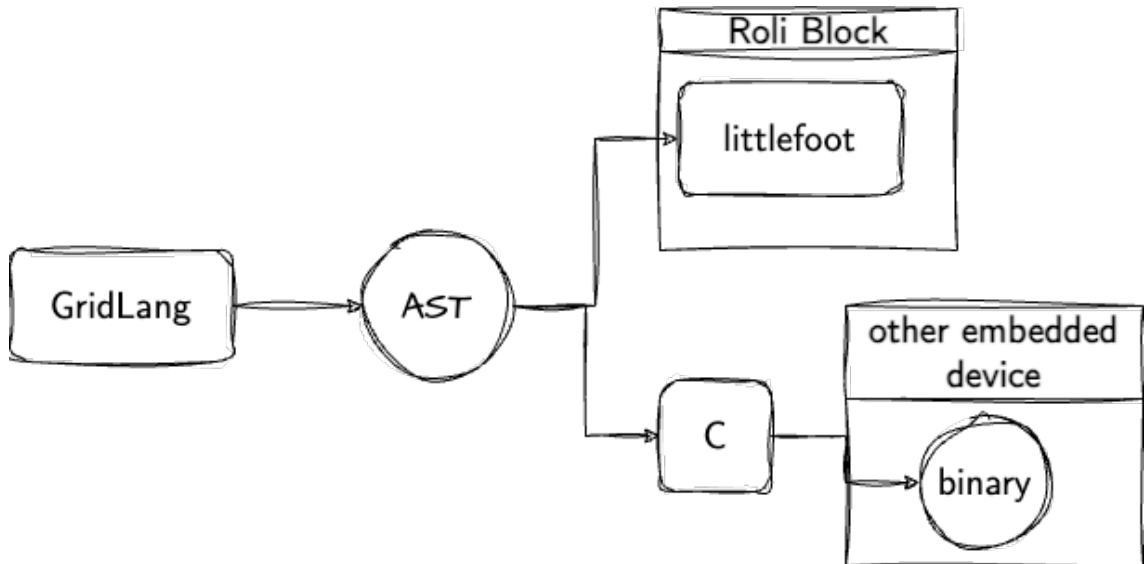 Roli Block
littlefoot
GridLang
AST
other embedded
device
C
binary